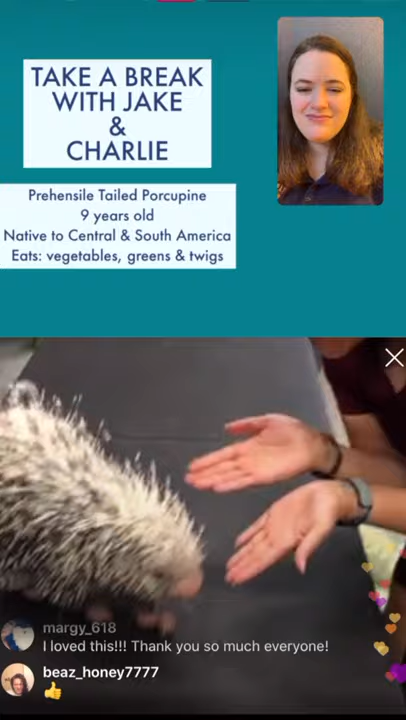 TAKE A BREAK
WITH JAKE
&
CHARLIE
Prehensile Tailed Porcupine
9 years old
Native to Central & South America
Eats: vegetables, greens & twigs
margy_618
I loved this!!! Thank you so much everyone!
beaz_honey7777
👍